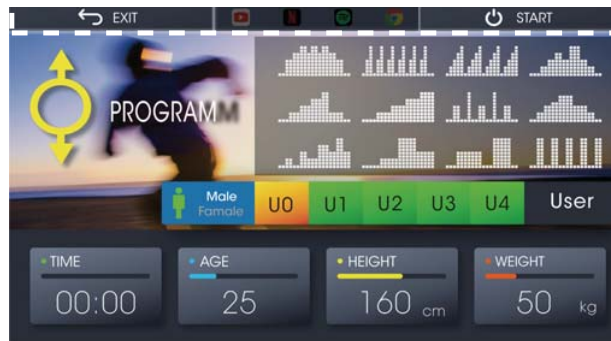 EXIT
START
PROGRAM
Male
Famale
U0 U1 U2 U3 U4 User
TIME AGE HEIGHT WEIGHT
00:00 25 160 cm 50 kg